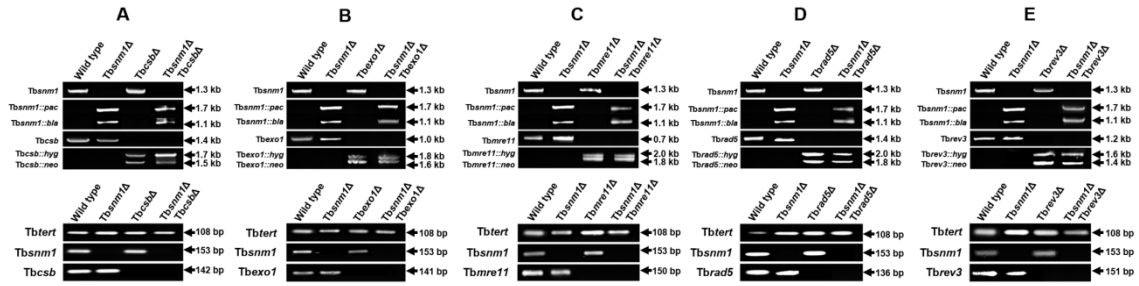 A
Wild type
Tbsnm1Δ
Tbcsb​Δ
Tbsnm1Δ
TbcsbΔ
Tbsnm1
1.3 kb
Tbsnm1::pac
1.7 kb
Tbsnm1::bla
1.1 kb
Tbcsb
1.4 kb
Tbcsb::hyg
1.7 kb
Tbcsb::neo
1.5 kb
Wild type
Tbsnm1Δ
TbcsbΔ
Tbsnm1Δ
TbcsbΔ
Tbtert
108 bp
Tbsnm1
153 bp
Tbcsb
142 bp
B
Wild type
Tbsnm1Δ
Tbexo1Δ
Tbsnm1Δ
Tbexo1Δ
Tbsnm1
1.3 kb
Tbsnm1::pac
1.7 kb
Tbsnm1::bla
1.1 kb
Tbexo1
1.0 kb
Tbexo1::hyg
1.8 kb
Tbexo1::neo
1.6 kb
Wild type
Tbsnm1Δ
Tbexo1Δ
Tbsnm1Δ
Tbexo1Δ
Tbtert
108 bp
Tbsnm1
153 bp
Tbexo1
141 bp
C
Wild type
Tbsnm1Δ
Tbmre11Δ
Tbsnm1Δ
Tbmre11Δ
Tbsnm1
1.3 kb
Tbsnm1::pac
1.7 kb
Tbsnm1::bla
1.1 kb
Tbmre11
0.7 kb
Tbmre11::hyg
2.0 kb
Tbmre11::neo
1.8 kb
Wild type
Tbsnm1Δ
Tbmre11Δ
Tbsnm1Δ
Tbmre11Δ
Tbtert
108 bp
Tbsnm1
153 bp
Tbmre11
150 bp
D
Wild type
Tbsnm1Δ
Tbrad5Δ
Tbsnm1Δ
Tbrad5Δ
Tbsnm1
1.3 kb
Tbsnm1::pac
1.7 kb
Tbsnm1::bla
1.1 kb
Tbrad5
1.4 kb
Tbrad5::hyg
2.0 kb
Tbrad5::neo
1.8 kb
Wild type
Tbsnm1Δ
Tbrad5Δ
Tbsnm1Δ
Tbrad5Δ
Tbtert
108 bp
Tbsnm1
153 bp
Tbrad5
136 bp
E
Wild type
Tbsnm1Δ
Tbrev3Δ
Tbsnm1Δ
Tbrev3Δ
Tbsnm1
1.3 kb
Tbsnm1::pac
1.7 kb
Tbsnm1::bla
1.1 kb
Tbrev3
1.2 kb
Tbrev3::hyg
1.6 kb
Tbrev3::neo
1.4 kb
Wild type
Tbsnm1Δ
Tbrev3Δ
Tbsnm1Δ
Tbrev3Δ
Tbtert
108 bp
Tbsnm1
153 bp
Tbrev3
151 bp